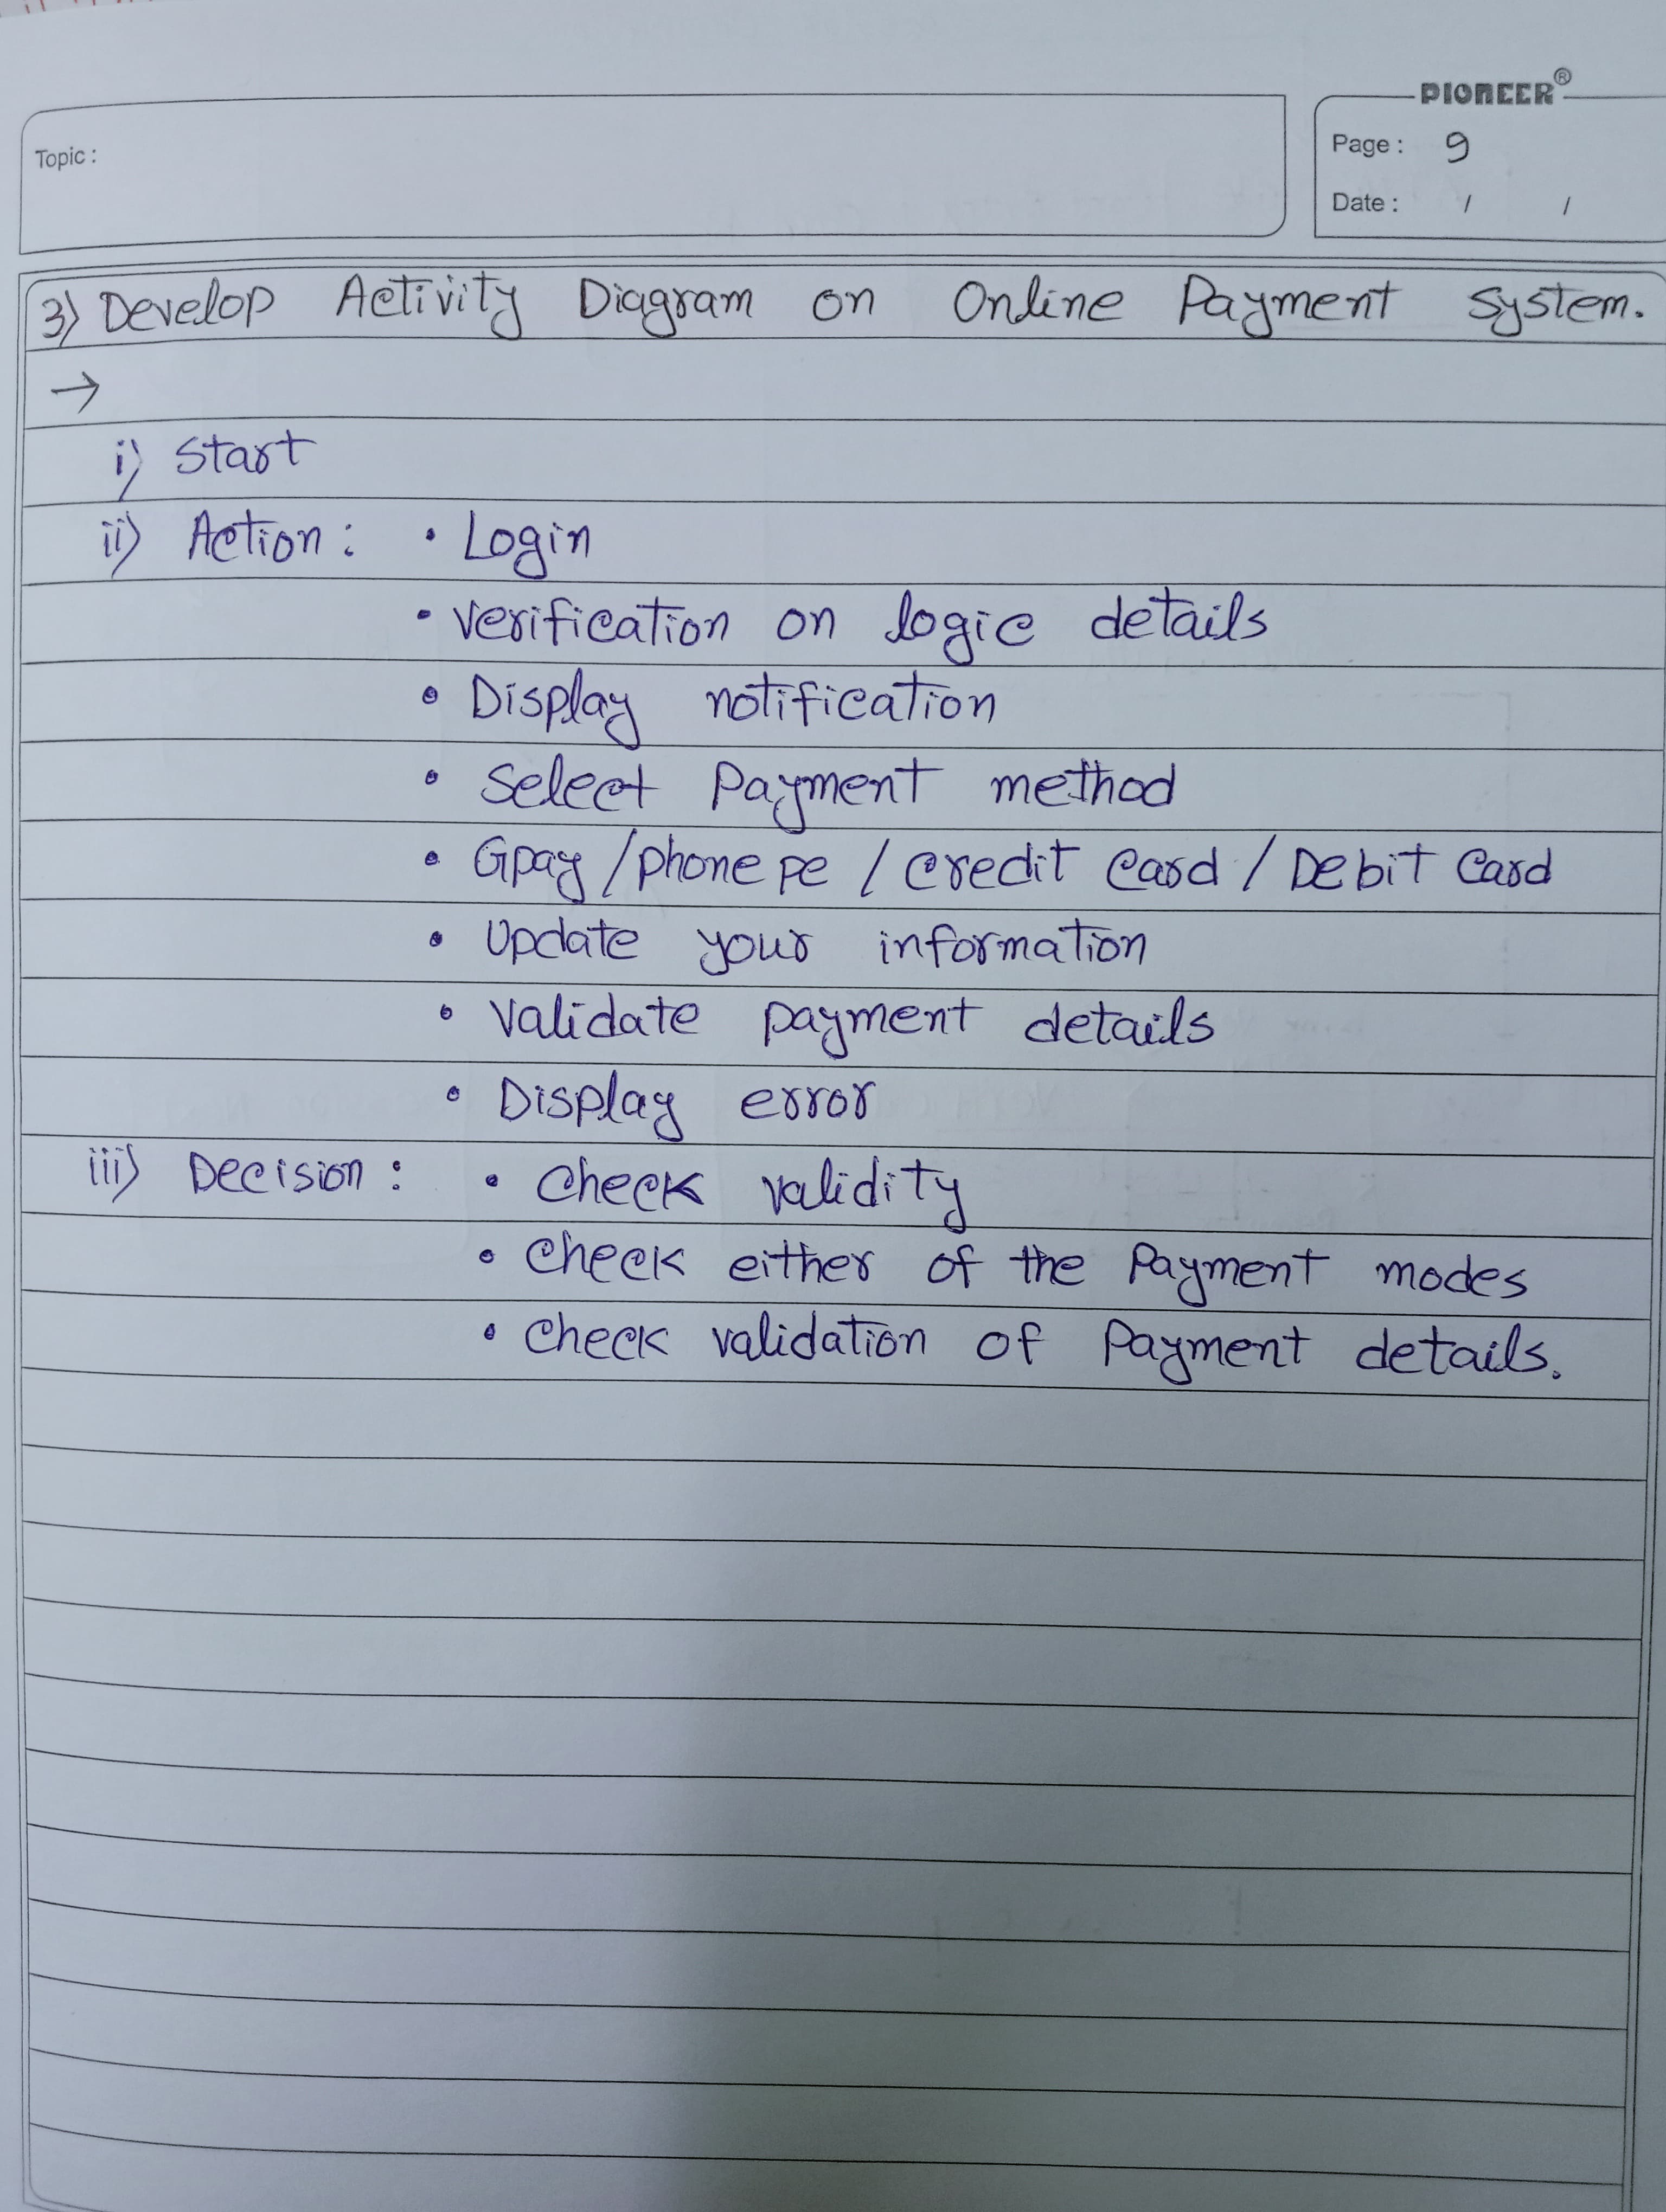 PIONEER®
Topic :
Page : 9
Date : / /
3) Develop Activity Diagram on Online Payment system.
→
i) Start
ii) Action : • Login
• Verification on logic details
• Display notification
• Select Payment method
• Gpay / phone pe / credit card / Debit Card
• Update your information
• Validate payment details
• Display error
iii) Decision : • Check validity
• Check either of the Payment modes
• Check validation of Payment details.